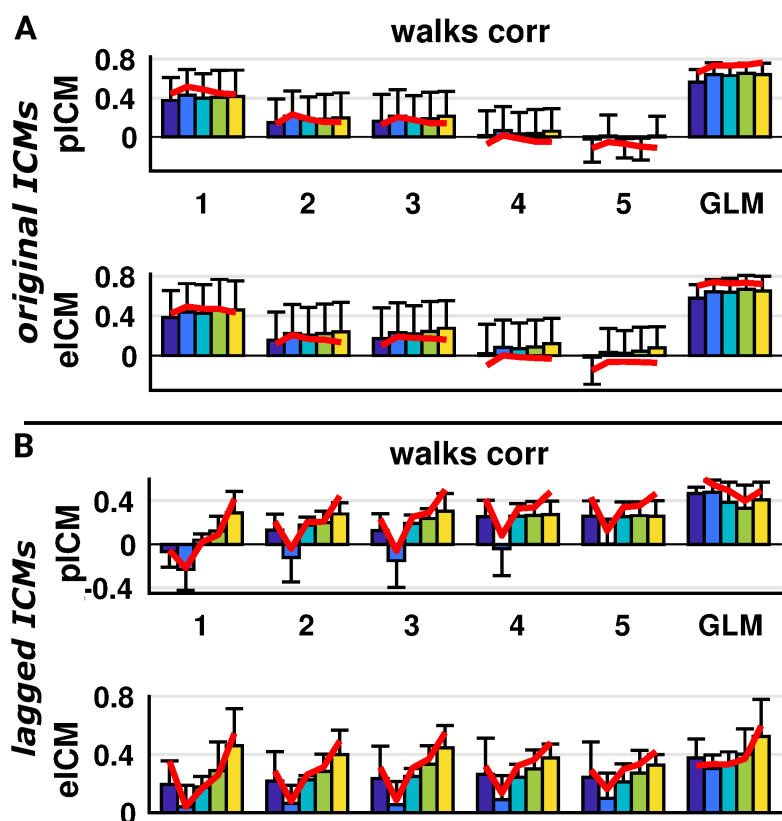 A
walks corr
original ICMs
pICM
0.8
0.4
0
1 2 3 4 5 GLM
eICM
0.8
0.4
0
B
walks corr
lagged ICMs
pICM
0.4
0
-0.4
1 2 3 4 5 GLM
eICM
0.8
0.4
0